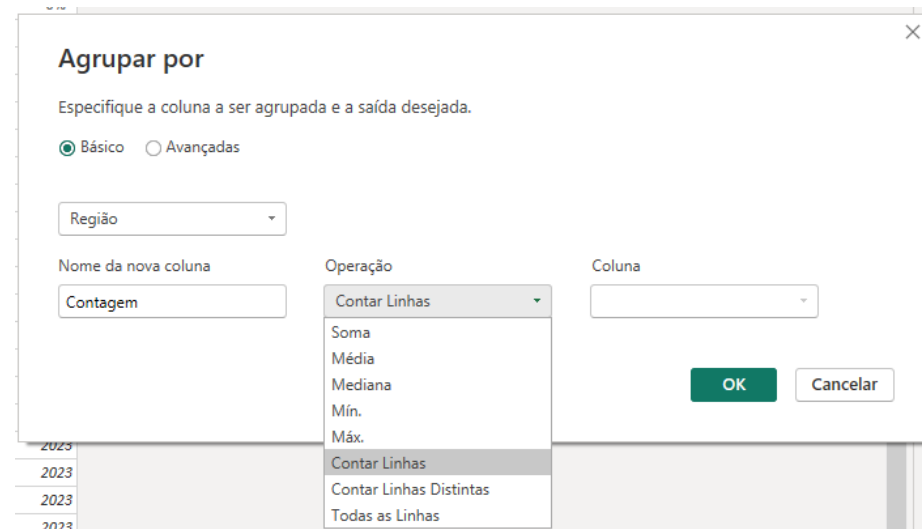 Agrupar por
Especifique a coluna a ser agrupada e a saída desejada.
Básico Avançadas
Região
Nome da nova coluna Operação Coluna
Contagem Contar Linhas
Soma
Média
Mediana
Mín.
Máx.
Contar Linhas
Contar Linhas Distintas
Todas as Linhas
OK Cancelar
2023
2023
2023
2023